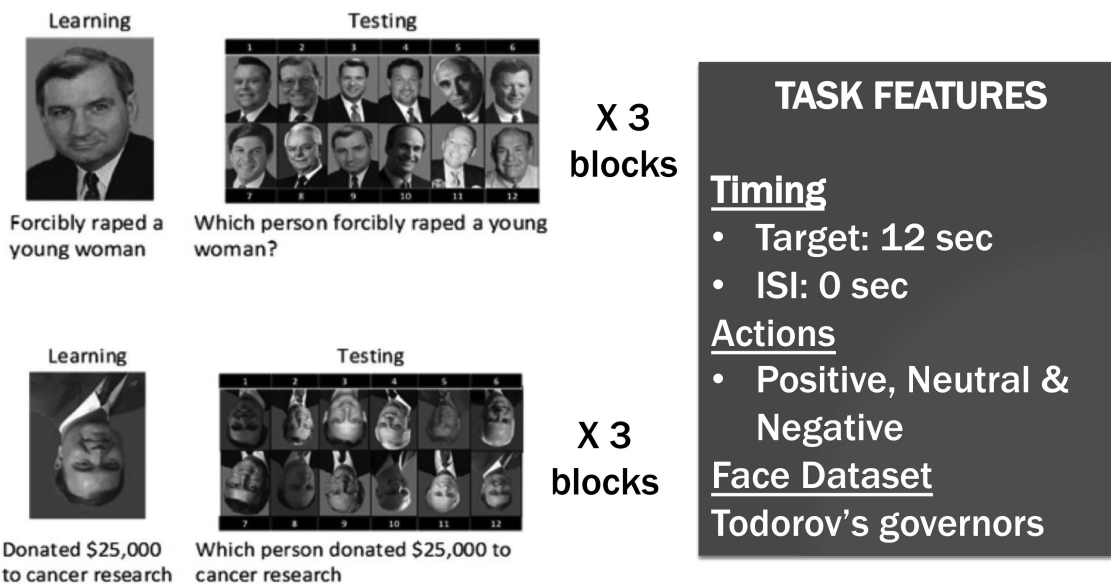 Learning
Testing
1 2 3 4 5 6
7 8 9 10 11 12
Forcibly raped a
young woman
Which person forcibly raped a young
woman?
X 3
blocks
Learning
Testing
1 2 3 4 5 6
7 8 9 10 11 12
Donated $25,000
to cancer research
Which person donated $25,000 to
cancer research
X 3
blocks
TASK FEATURES
Timing
• Target: 12 sec
• ISI: 0 sec
Actions
• Positive, Neutral &
Negative
Face Dataset
Todorov's governors